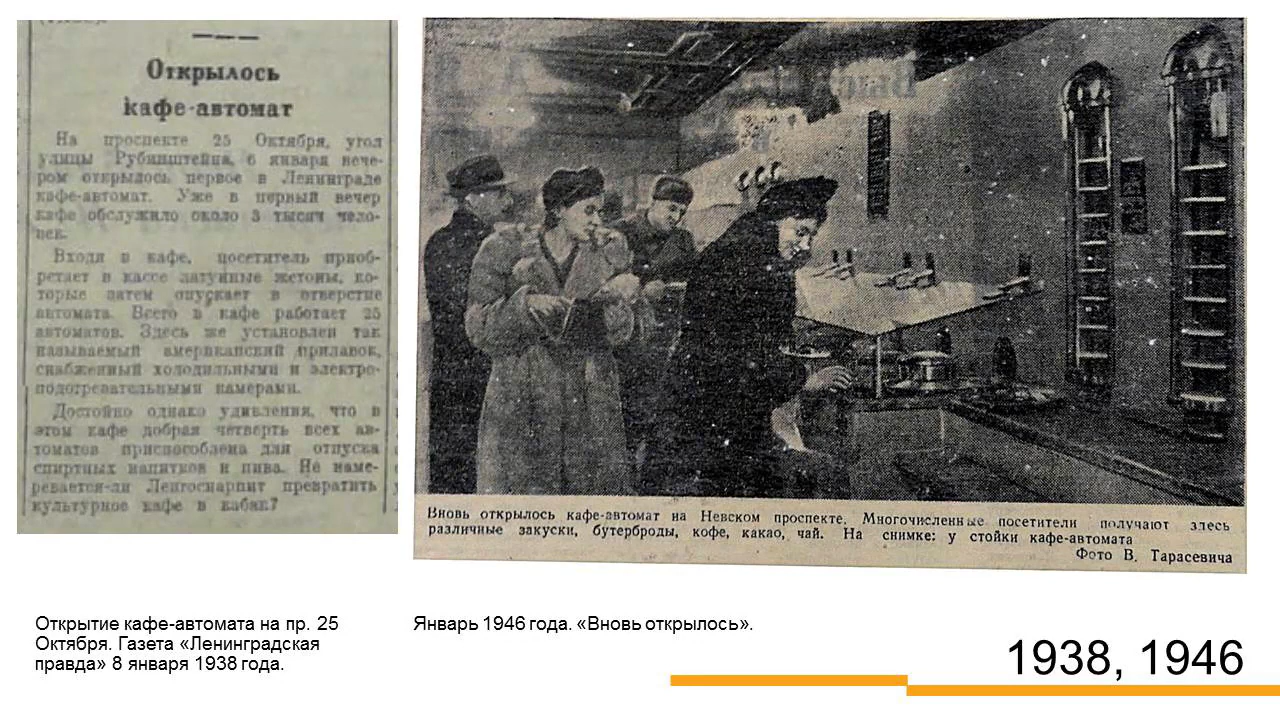 Открылось
кафе-автомат
На проспекте 25 Октября, угол
улицы Рубинштейна, 6 января вече-
ром открылось первое в Ленинграде
кафе-автомат. Уже в первый вечер
кафе обслужило около 3 тысяч чело-
век.
Входя в кафе, посетитель приоб-
ретает в кассе латунные жетоны, ко-
торые затем опускает в отверстие
автомата. Всего в кафе работает 25
автоматов. Здесь же установлен так
называемый американский прилавок,
снабженный холодильными и электро-
подогревательными камерами.
Достойно однако удивления, что в
этом кафе добрая четверть всех ав-
томатов приспособлена для отпуска
спиртных напитков и пива. Не наме-
ревается-ли Ленгоснарпит превратить
культурное кафе в кабак?
Вновь открылось кафе-автомат на Невском проспекте. Многочисленные посетители получают здесь
различные закуски, бутерброды, кофе, какао, чай. На снимке: у стойки кафе-автомата
Фото В. Тарасевича
Открытие кафе-автомата на пр. 25
Октября. Газета «Ленинградская
правда» 8 января 1938 года.
Январь 1946 года. «Вновь открылось».
1938, 1946